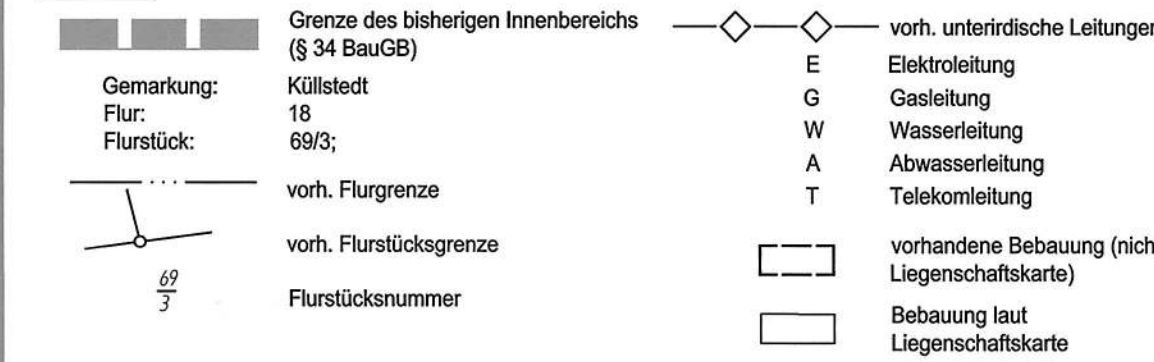 Grenze des bisherigen Innenbereichs
(§ 34 BauGB)
Gemarkung: Küllstedt
Flur: 18
Flurstück: 69/3;
vorh. Flurgrenze
vorh. Flurstücksgrenze
69
3
Flurstücksnummer
vorh. unterirdische Leitungen
E Elektroleitung
G Gasleitung
W Wasserleitung
A Abwasserleitung
T Telekomleitung
vorhandene Bebauung (nich
Liegenschaftskarte)
Bebauung laut
Liegenschaftskarte